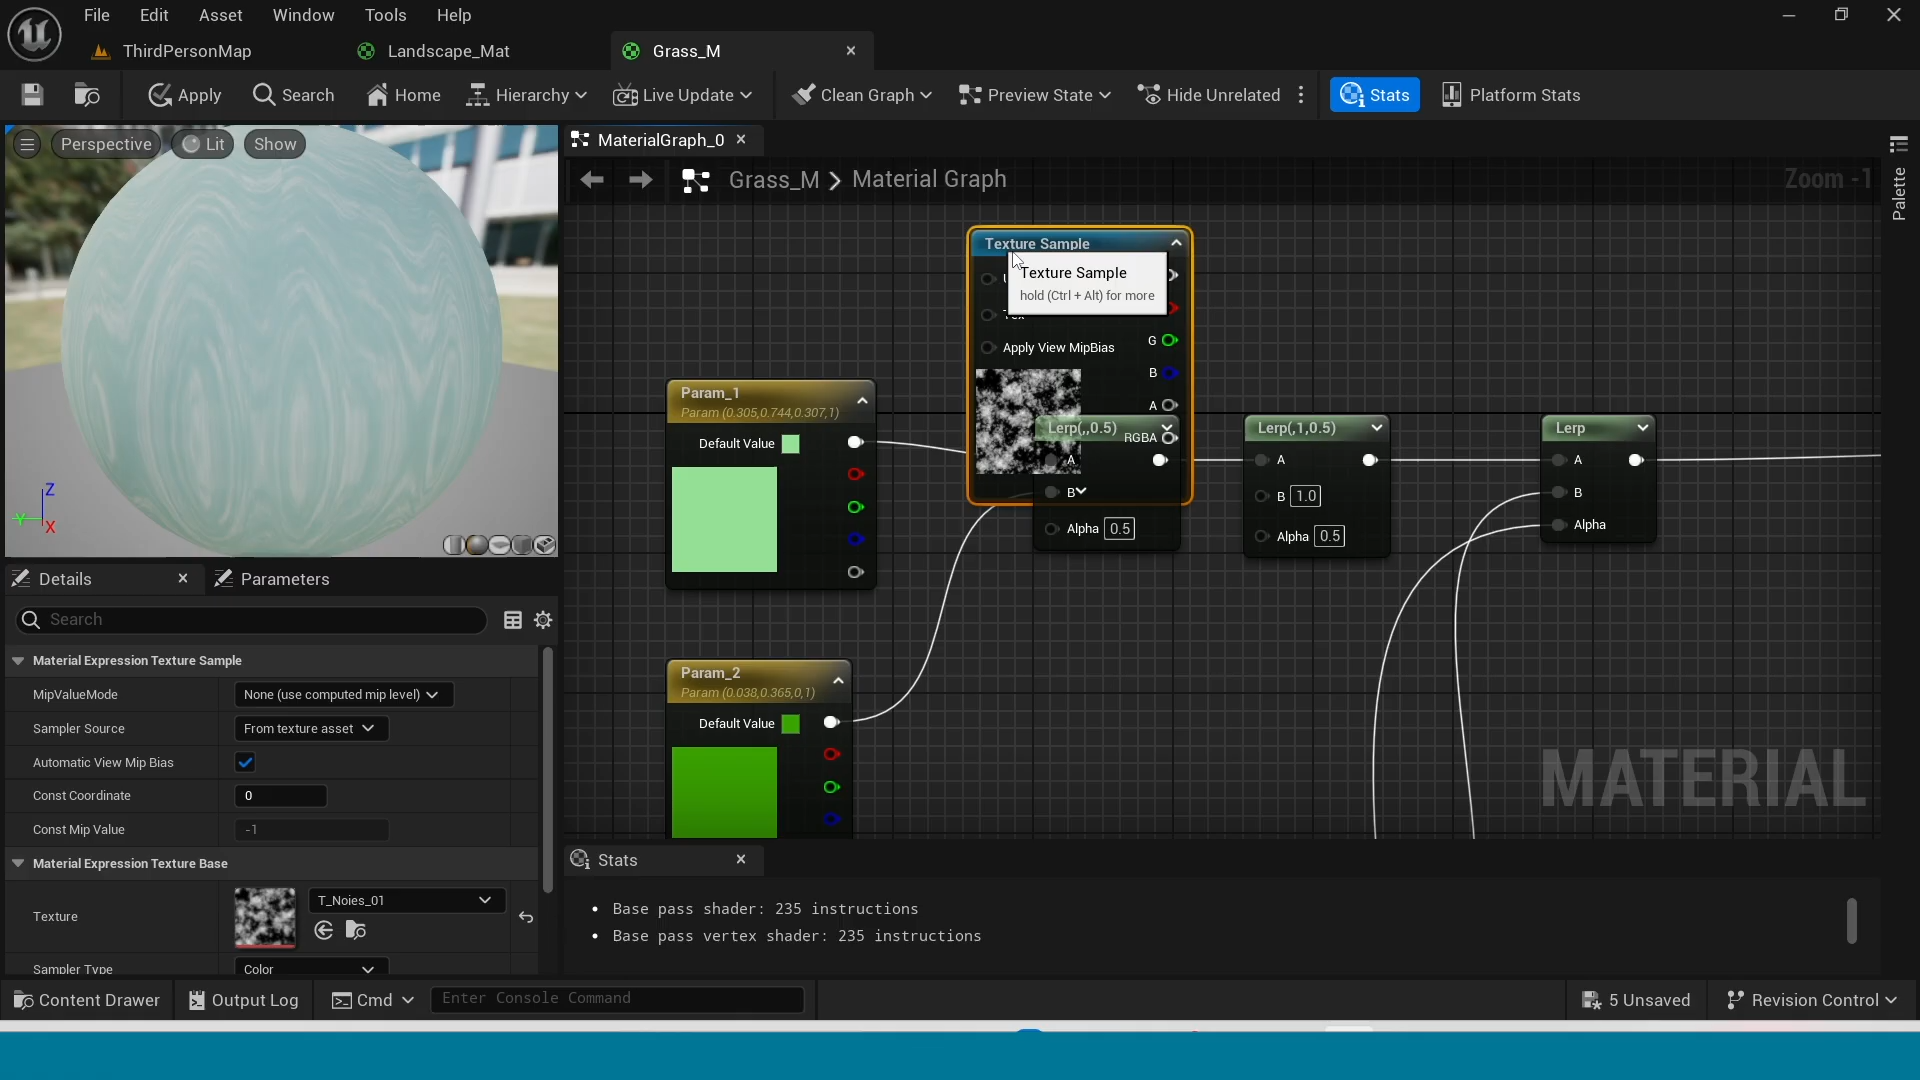 File Edit Asset Window Tools Help
ThirdPersonMap Landscape_Mat Grass_M
Apply Search Home Hierarchy Live Update Clean Graph Preview State Hide Unrelated Stats Platform Stats
Perspective Lit Show
MaterialGraph_0
Grass_M > Material Graph
Zoom -1
Palette
Texture Sample
Texture Sample
hold (Ctrl + Alt) for more
Tex
Apply View MipBias
G
B
A
RGBA
Param_1
Param (0.305,0.744,0.307,1)
Default Value
Lerp(,,0.5)
A
B
Alpha 0.5
Lerp(,1,0.5)
A
B 1.0
Alpha 0.5
Lerp
A
B
Alpha
Param_2
Param (0.038,0.365,0,1)
Default Value
MATERIAL
Z
Y
X
Details Parameters
Search
Material Expression Texture Sample
MipValueMode None (use computed mip level)
Sampler Source From texture asset
Automatic View Mip Bias
Const Coordinate 0
Const Mip Value -1
Material Expression Texture Base
Texture T_Noies_01
Sampler Type Color
Stats
• Base pass shader: 235 instructions
• Base pass vertex shader: 235 instructions
Content Drawer Output Log Cmd Enter Console Command 5 Unsaved Revision Control